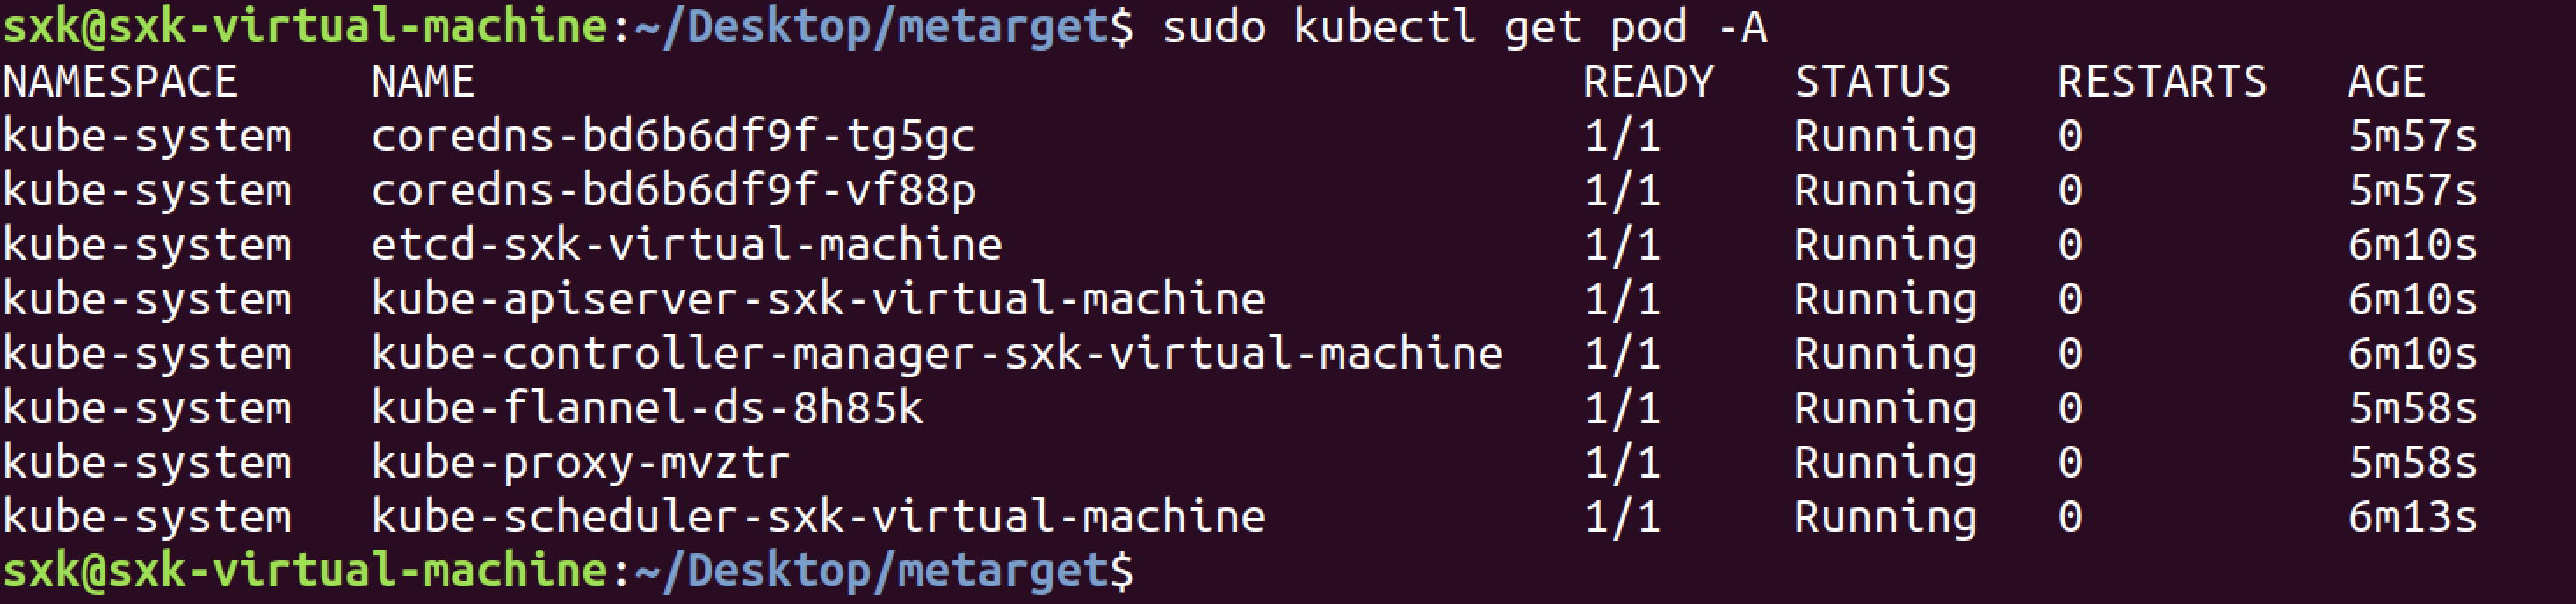 sxk@sxk-virtual-machine:~/Desktop/metarget$ sudo kubectl get pod -A
NAMESPACE     NAME                                          READY   STATUS    RESTARTS   AGE
kube-system   coredns-bd6b6df9f-tg5gc                       1/1     Running   0          5m57s
kube-system   coredns-bd6b6df9f-vf88p                       1/1     Running   0          5m57s
kube-system   etcd-sxk-virtual-machine                      1/1     Running   0          6m10s
kube-system   kube-apiserver-sxk-virtual-machine            1/1     Running   0          6m10s
kube-system   kube-controller-manager-sxk-virtual-machine   1/1     Running   0          6m10s
kube-system   kube-flannel-ds-8h85k                         1/1     Running   0          5m58s
kube-system   kube-proxy-mvztr                              1/1     Running   0          5m58s
kube-system   kube-scheduler-sxk-virtual-machine            1/1     Running   0          6m13s
sxk@sxk-virtual-machine:~/Desktop/metarget$